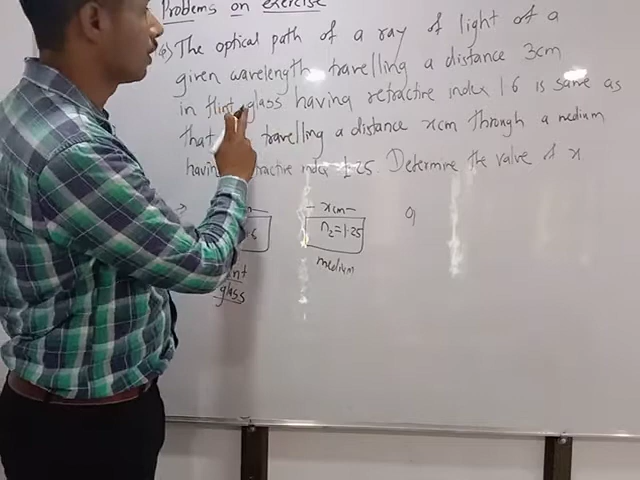 Problems on exercise
Q) The optical path of a ray of light of a
given wavelength travelling a distance 3cm
in flint glass having refractive index 1.6 is same as
that travelling a distance xcm through a medium
having refractive index 1.25. Determine the value of x
→ xcm
n2=1.25
medium
glass